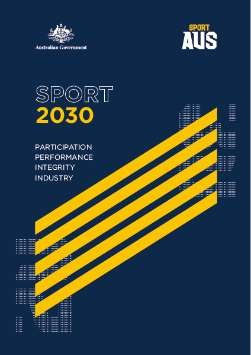 Australian Government
SPORT
AUS
SPORT
2030
PARTICIPATION
PERFORMANCE
INTEGRITY
INDUSTRY